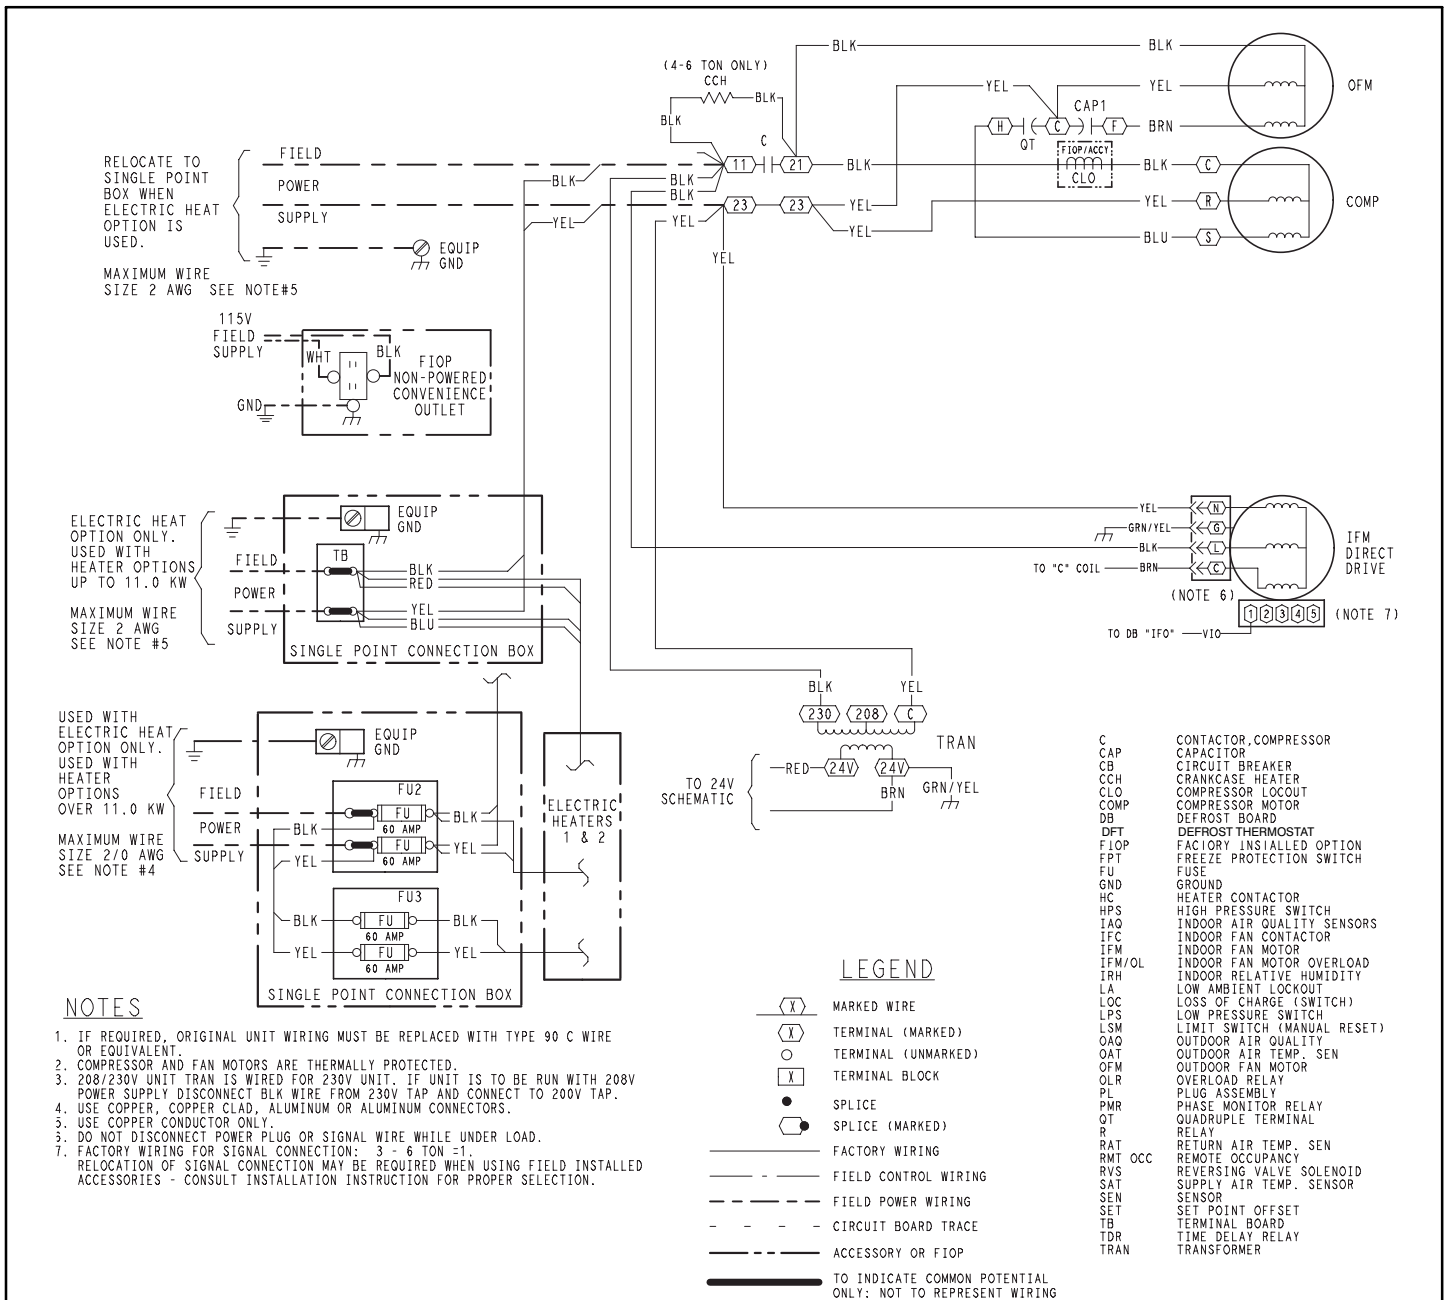 BLK
BLK
(4-6 TON ONLY)
CCH
BLK
BLK
YEL
YEL
OFM
CAP1
H
C
F
BRN
QT
C
FIOP/ACCY
CLO
11
21
BLK
BLK
C
RELOCATE TO
SINGLE POINT
BOX WHEN
ELECTRIC HEAT
OPTION IS
USED.
FIELD
POWER
SUPPLY
BLK
BLK
BLK
23
23
YEL
YEL
YEL
YEL
YEL
R
COMP
BLU
S
EQUIP
GND
YEL
MAXIMUM WIRE
SIZE 2 AWG SEE NOTE#5
115V
FIELD
SUPPLY
WHT
BLK
FIOP
NON-POWERED
CONVENIENCE
OUTLET
GND
ELECTRIC HEAT
OPTION ONLY.
USED WITH
HEATER OPTIONS
UP TO 11.0 KW
MAXIMUM WIRE
SIZE 2 AWG
SEE NOTE #5
FIELD
POWER
SUPPLY
EQUIP
GND
TB
BLK
RED
YEL
BLU
SINGLE POINT CONNECTION BOX
YEL
N
GRN/YEL
G
BLK
L
TO "C" COIL
BRN
C
IFM
DIRECT
DRIVE
(NOTE 6)
1 2 3 4 5
(NOTE 7)
TO DB "IFO"
VIO
BLK
YEL
230
208
C
TRAN
RED
24V
24V
BRN
GRN/YEL
TO 24V
SCHEMATIC
USED WITH
ELECTRIC HEAT
OPTION ONLY.
USED WITH
HEATER
OPTIONS
OVER 11.0 KW
MAXIMUM WIRE
SIZE 2/0 AWG
SEE NOTE #4
FIELD
POWER
SUPPLY
EQUIP
GND
FU2
FU
60 AMP
BLK
BLK
FU
60 AMP
YEL
YEL
FU3
BLK
FU
BLK
60 AMP
YEL
FU
YEL
60 AMP
SINGLE POINT CONNECTION BOX
ELECTRIC
HEATERS
1 & 2
NOTES
1. IF REQUIRED, ORIGINAL UNIT WIRING MUST BE REPLACED WITH TYPE 90 C WIRE
OR EQUIVALENT.
2. COMPRESSOR AND FAN MOTORS ARE THERMALLY PROTECTED.
3. 208/230V UNIT TRAN IS WIRED FOR 230V UNIT. IF UNIT IS TO BE RUN WITH 208V
POWER SUPPLY DISCONNECT BLK WIRE FROM 230V TAP AND CONNECT TO 200V TAP.
4. USE COPPER, COPPER CLAD, ALUMINUM OR ALUMINUM CONNECTORS.
5. USE COPPER CONDUCTOR ONLY.
6. DO NOT DISCONNECT POWER PLUG OR SIGNAL WIRE WHILE UNDER LOAD.
7. FACTORY WIRING FOR SIGNAL CONNECTION: 3 - 6 TON =1.
RELOCATION OF SIGNAL CONNECTION MAY BE REQUIRED WHEN USING FIELD INSTALLED
ACCESSORIES - CONSULT INSTALLATION INSTRUCTION FOR PROPER SELECTION.
LEGEND
X MARKED WIRE
X TERMINAL (MARKED)
TERMINAL (UNMARKED)
X TERMINAL BLOCK
SPLICE
SPLICE (MARKED)
FACTORY WIRING
FIELD CONTROL WIRING
FIELD POWER WIRING
CIRCUIT BOARD TRACE
ACCESSORY OR FIOP
TO INDICATE COMMON POTENTIAL
ONLY: NOT TO REPRESENT WIRING
C CONTACTOR,COMPRESSOR
CAP CAPACITOR
CB CIRCUIT BREAKER
CCH CRANKCASE HEATER
CLO COMPRESSOR LOCOUT
COMP COMPRESSOR MOTOR
DB DEFROST BOARD
DFT DEFROST THERMOSTAT
FIOP FACIORY INSIALLED OPTION
FPT FREEZE PROTECTION SWITCH
FU FUSE
GND GROUND
HC HEATER CONTACTOR
HPS HIGH PRESSURE SWITCH
IAQ INDOOR AIR QUALITY SENSORS
IFC INDOOR FAN CONTACTOR
IFM INDOOR FAN MOTOR
IFM/OL INDOOR FAN MOTOR OVERLOAD
IRH INDOOR RELATIVE HUMIDITY
LA LOW AMBIENT LOCKOUT
LOC LOSS OF CHARGE (SWITCH)
LPS LOW PRESSURE SWITCH
LSM LIMIT SWITCH (MANUAL RESET)
OAQ OUTDOOR AIR QUALITY
OAT OUTDOOR AIR TEMP. SEN
OFM OUTDOOR FAN MOTOR
OLR OVERLOAD RELAY
PL PLUG ASSEMBLY
PMR PHASE MONITOR RELAY
QT QUADRUPLE TERMINAL
R RELAY
RAT RETURN AIR TEMP. SEN
RMT OCC REMOTE OCCUPANCY
RVS REVERSING VALVE SOLENOID
SAT SUPPLY AIR TEMP. SENSOR
SEN SENSOR
SET SET POINT OFFSET
TB TERMINAL BOARD
TDR TIME DELAY RELAY
TRAN TRANSFORMER